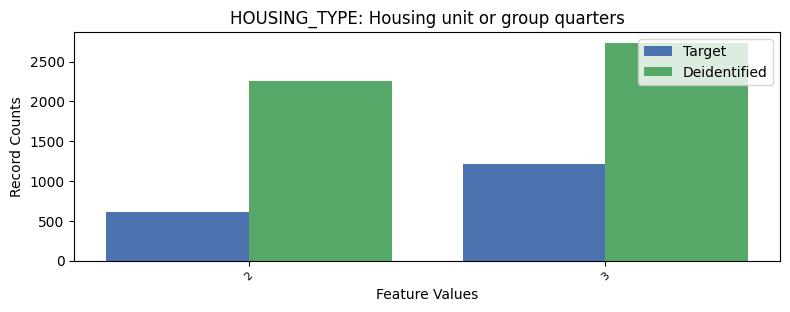 HOUSING_TYPE: Housing unit or group quarters
Record Counts
2500
2000
1500
1000
500
0
Target
Deidentified
2
3
Feature Values